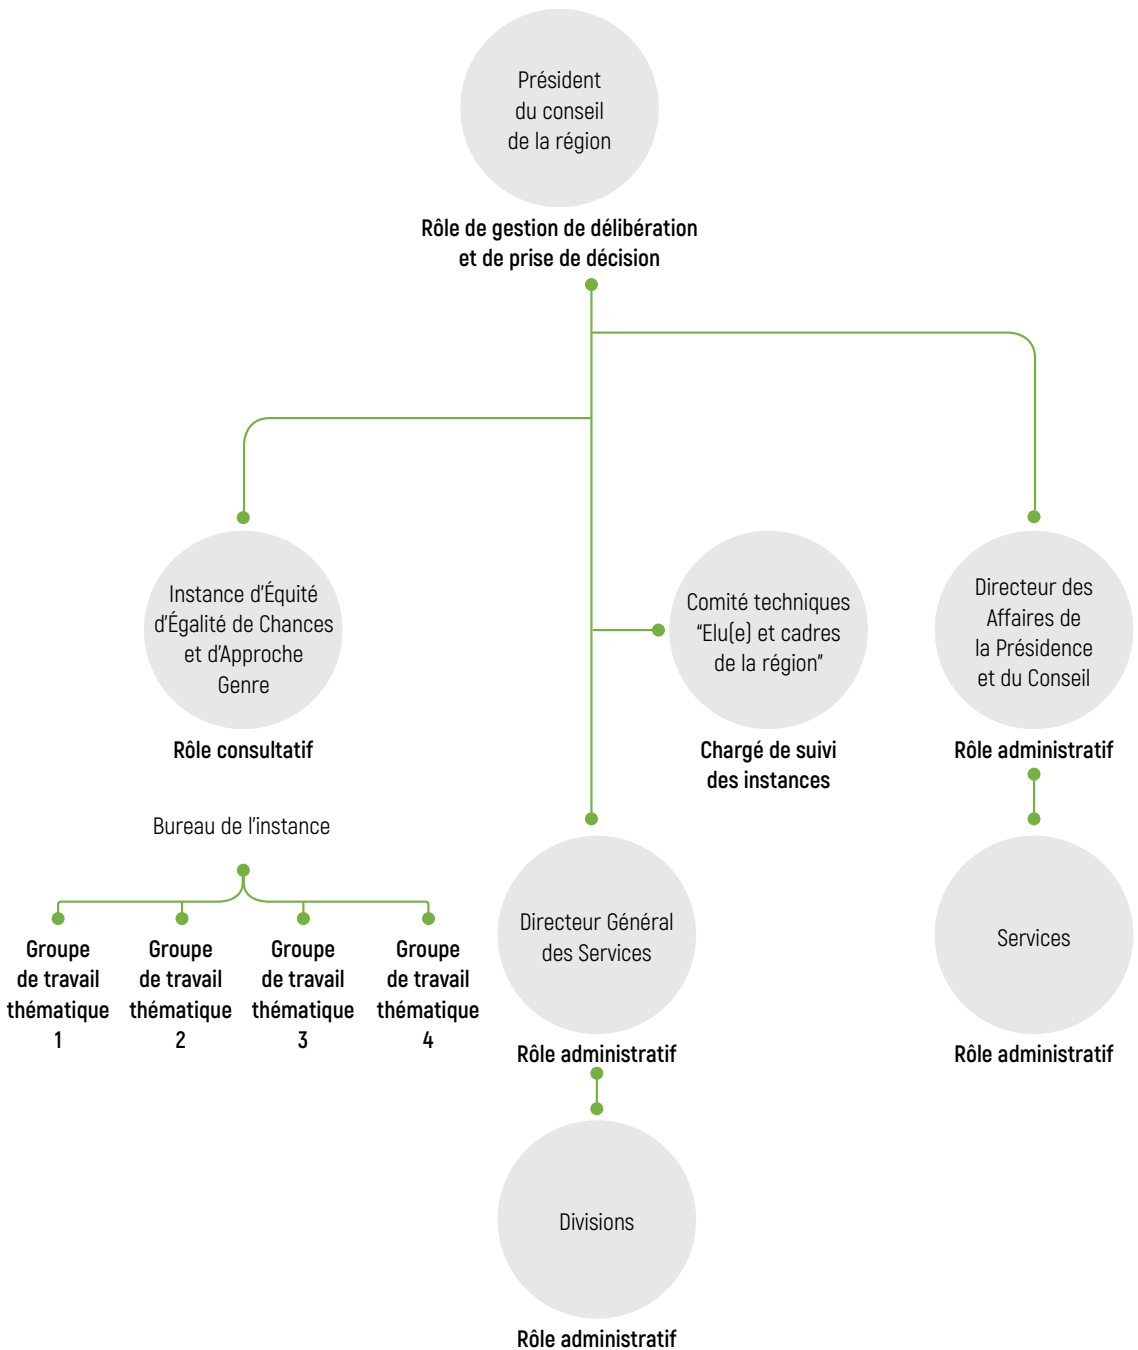 Président
du conseil
de la région
Rôle de gestion de délibération
et de prise de décision
Instance d'Équité
d'Égalité de Chances
et d'Approche
Genre
Rôle consultatif
Comité techniques
"Elu(e) et cadres
de la région"
Chargé de suivi
des instances
Directeur des
Affaires de
la Présidence
et du Conseil
Rôle administratif
Bureau de l'instance
Groupe
de travail
thématique
1
Groupe
de travail
thématique
2
Groupe
de travail
thématique
3
Groupe
de travail
thématique
4
Directeur Général
des Services
Rôle administratif
Services
Rôle administratif
Divisions
Rôle administratif